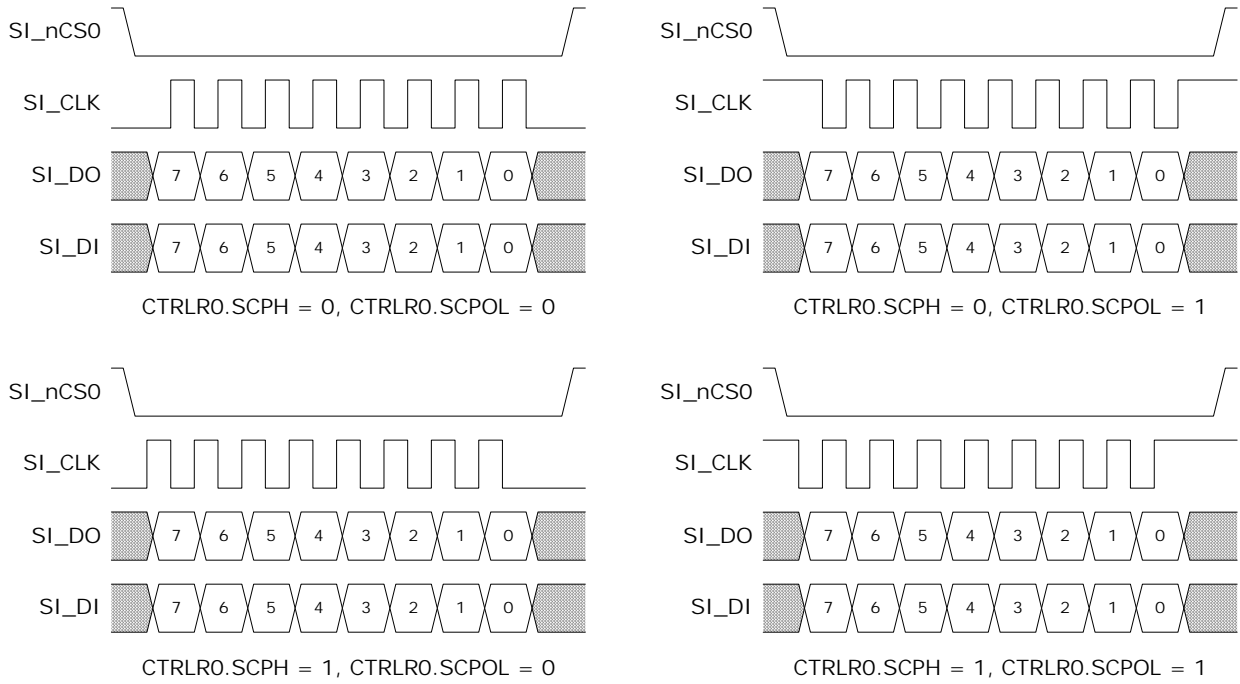 SI_nCS0
SI_CLK
SI_DO 7 6 5 4 3 2 1 0
SI_DI 7 6 5 4 3 2 1 0
CTRLR0.SCPH = 0, CTRLR0.SCPOL = 0
SI_nCS0
SI_CLK
SI_DO 7 6 5 4 3 2 1 0
SI_DI 7 6 5 4 3 2 1 0
CTRLR0.SCPH = 0, CTRLR0.SCPOL = 1
SI_nCS0
SI_CLK
SI_DO 7 6 5 4 3 2 1 0
SI_DI 7 6 5 4 3 2 1 0
CTRLR0.SCPH = 1, CTRLR0.SCPOL = 0
SI_nCS0
SI_CLK
SI_DO 7 6 5 4 3 2 1 0
SI_DI 7 6 5 4 3 2 1 0
CTRLR0.SCPH = 1, CTRLR0.SCPOL = 1